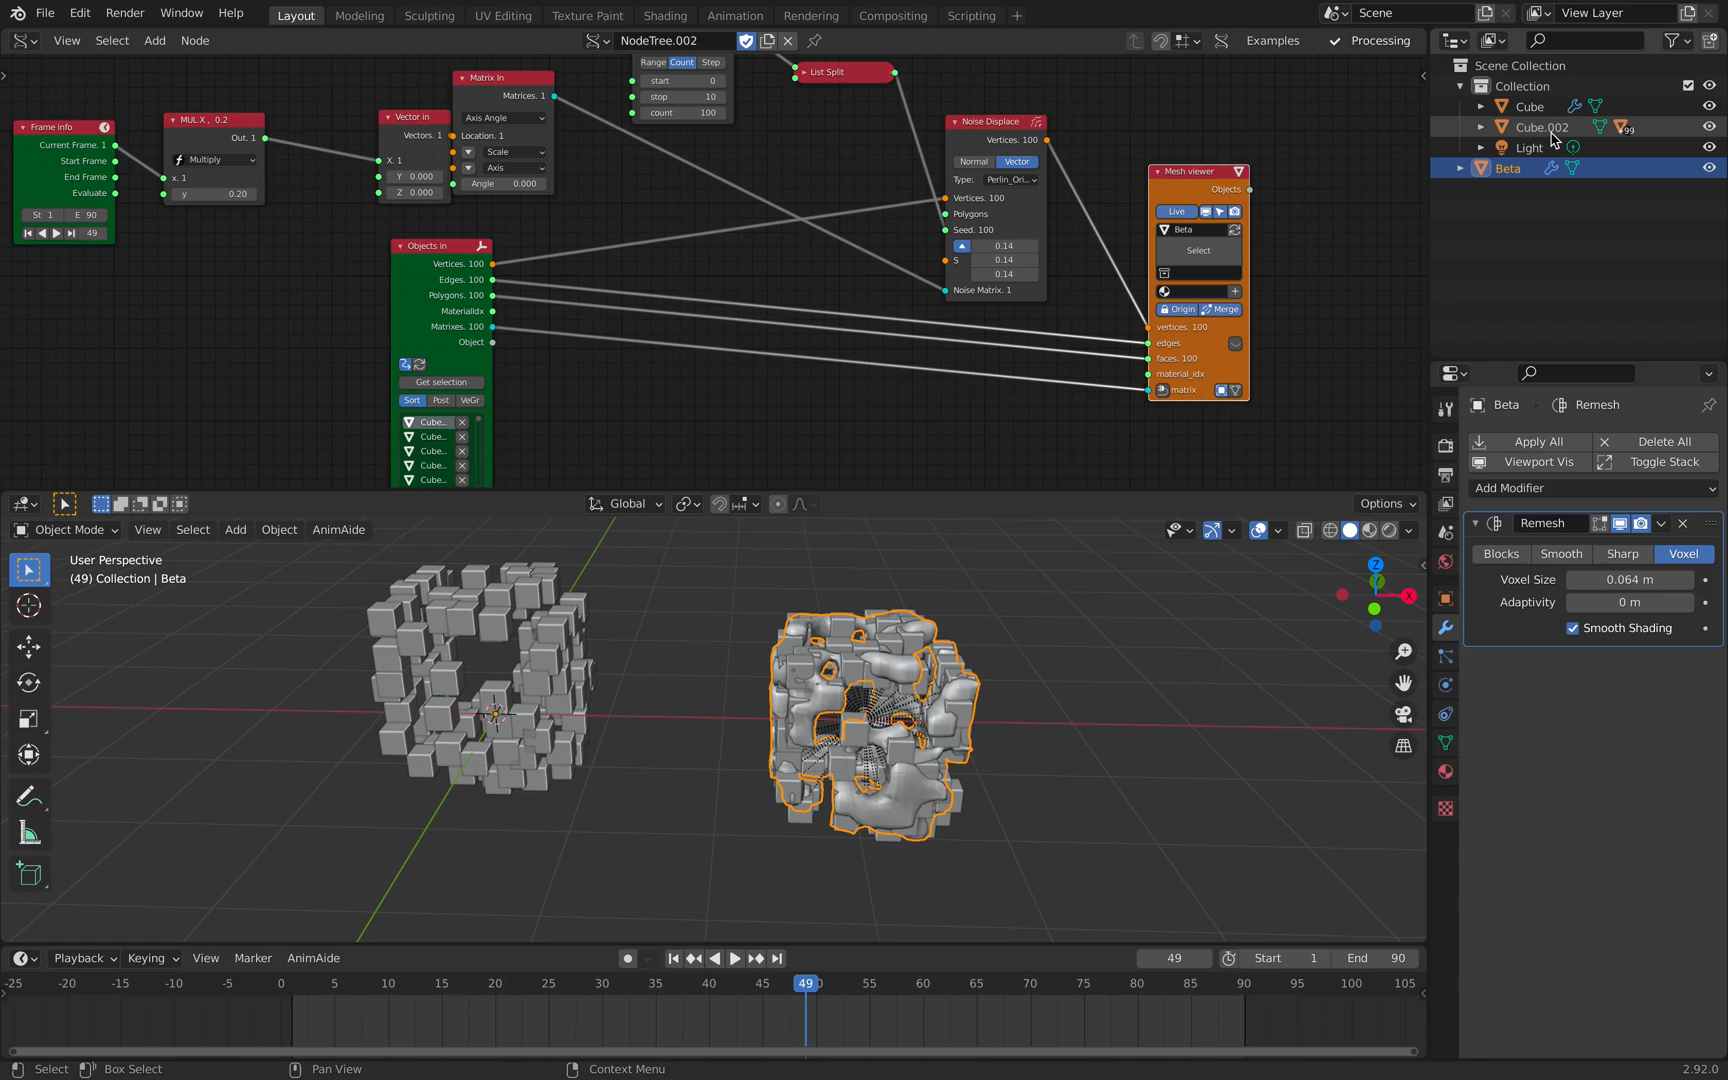 File Edit Render Window Help Layout Modeling Sculpting UV Editing Texture Paint Shading Animation Rendering Compositing Scripting + Scene View Layer
View Select Add Node NodeTree.002 Examples Processing
Scene Collection
Collection
Cube
Cube.002 99
Light
Beta
Frame info
Current Frame. 1
Start Frame
End Frame
Evaluate
St 1 E 90
49
MUL X , 0.2
Out. 1
Multiply
x. 1
y 0.20
Vector in
Vectors. 1
X. 1
Y 0.000
Z 0.000
Matrix In
Matrices. 1
Axis Angle
Location. 1
Scale
Axis
Angle 0.000
Range Count Step
start 0
stop 10
count 100
List Split
Objects in
Vertices. 100
Edges. 100
Polygons. 100
MaterialIdx
Matrixes. 100
Object
Get selection
Sort Post VeGr
Cube...
Cube...
Cube...
Cube...
Cube...
Noise Displace
Vertices. 100
Normal Vector
Type: Perlin_Ori...
Vertices. 100
Polygons
Seed. 100
0.14
S 0.14
0.14
Noise Matrix. 1
Mesh viewer
Objects
Live
Beta
Select
Origin Merge
vertices. 100
edges
faces. 100
material_idx
matrix
Beta Remesh
Apply All Delete All
Viewport Vis Toggle Stack
Add Modifier
Remesh
Blocks Smooth Sharp Voxel
Voxel Size 0.064 m
Adaptivity 0 m
Smooth Shading
Global Options
Object Mode View Select Add Object AnimAide
User Perspective
(49) Collection | Beta
Z
Y
X
Playback Keying View Marker AnimAide 49 Start 1 End 90
-25 -20 -15 -10 -5 0 5 10 15 20 25 30 35 40 45 49 55 60 65 70 75 80 85 90 95 100 105
Select Box Select Pan View Context Menu 2.92.0